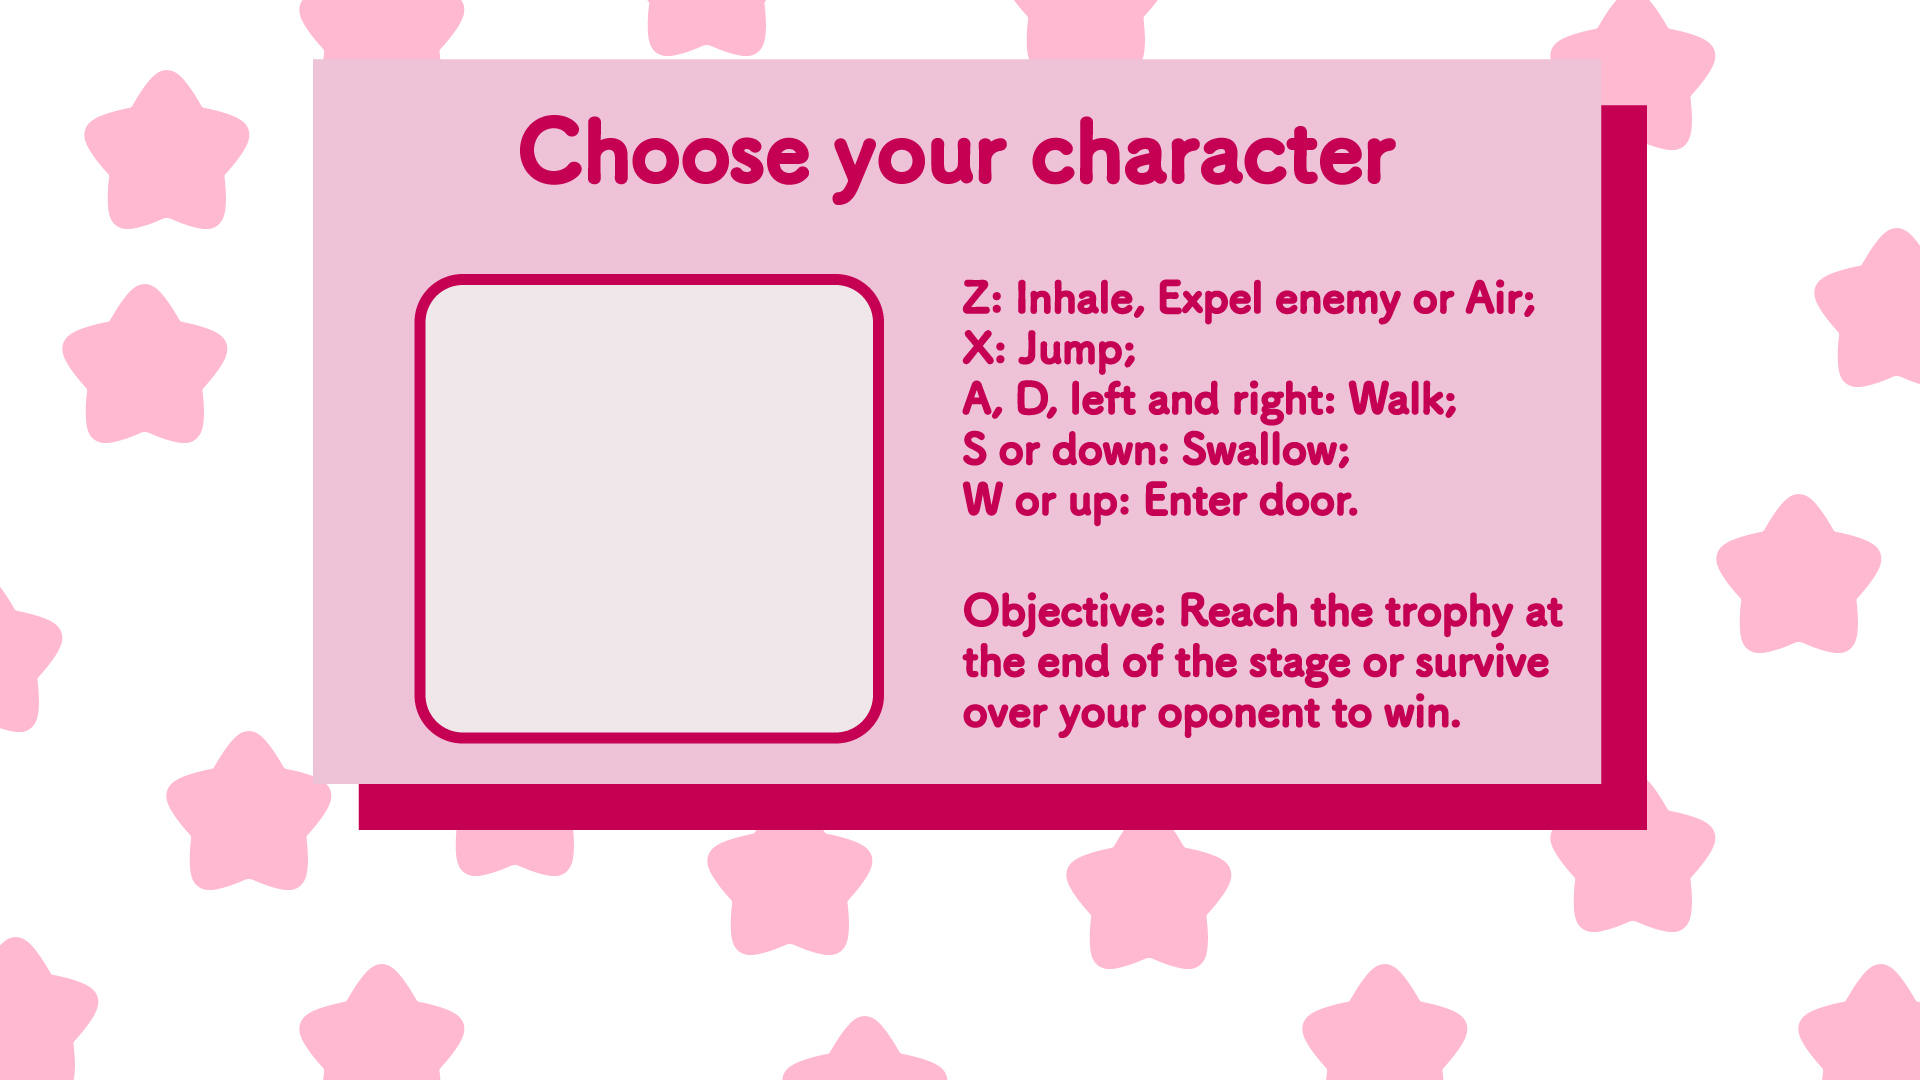 Choose your character
Z: Inhale, Expel enemy or Air;
X: Jump;
A, D, left and right: Walk;
S or down: Swallow;
W or up: Enter door.
Objective: Reach the trophy at
the end of the stage or survive
over your oponent to win.